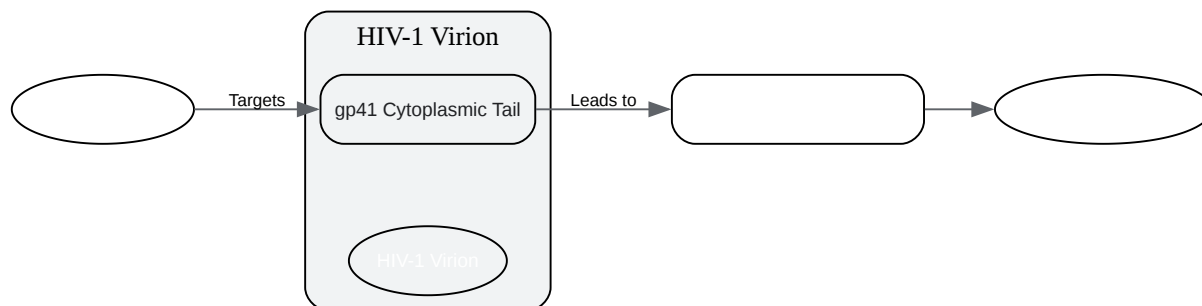 HIV-1 Virion
Targets
gp41 Cytoplasmic Tail
Leads to
HIV-1 Virion